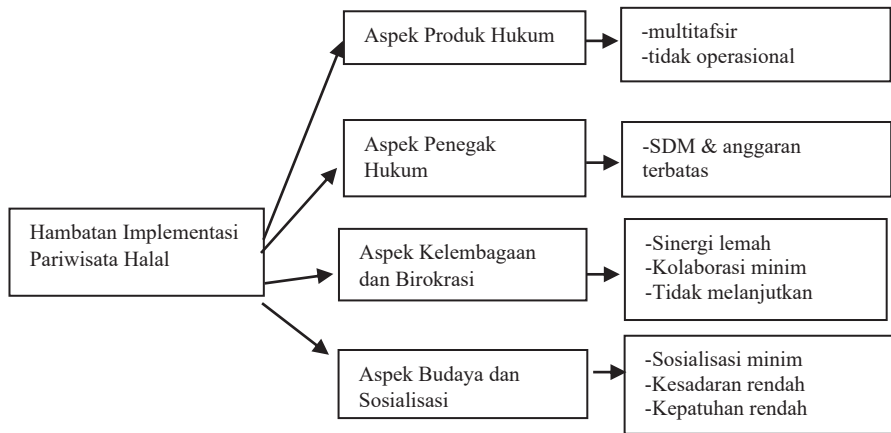 Aspek Produk Hukum
-multitafsir
-tidak operasional
Aspek Penegak
Hukum
-SDM & anggaran
terbatas
Hambatan Implementasi
Pariwisata Halal
Aspek Kelembagaan
dan Birokrasi
-Sinergi lemah
-Kolaborasi minim
-Tidak melanjutkan
Aspek Budaya dan
Sosialisasi
-Sosialisasi minim
-Kesadaran rendah
-Kepatuhan rendah